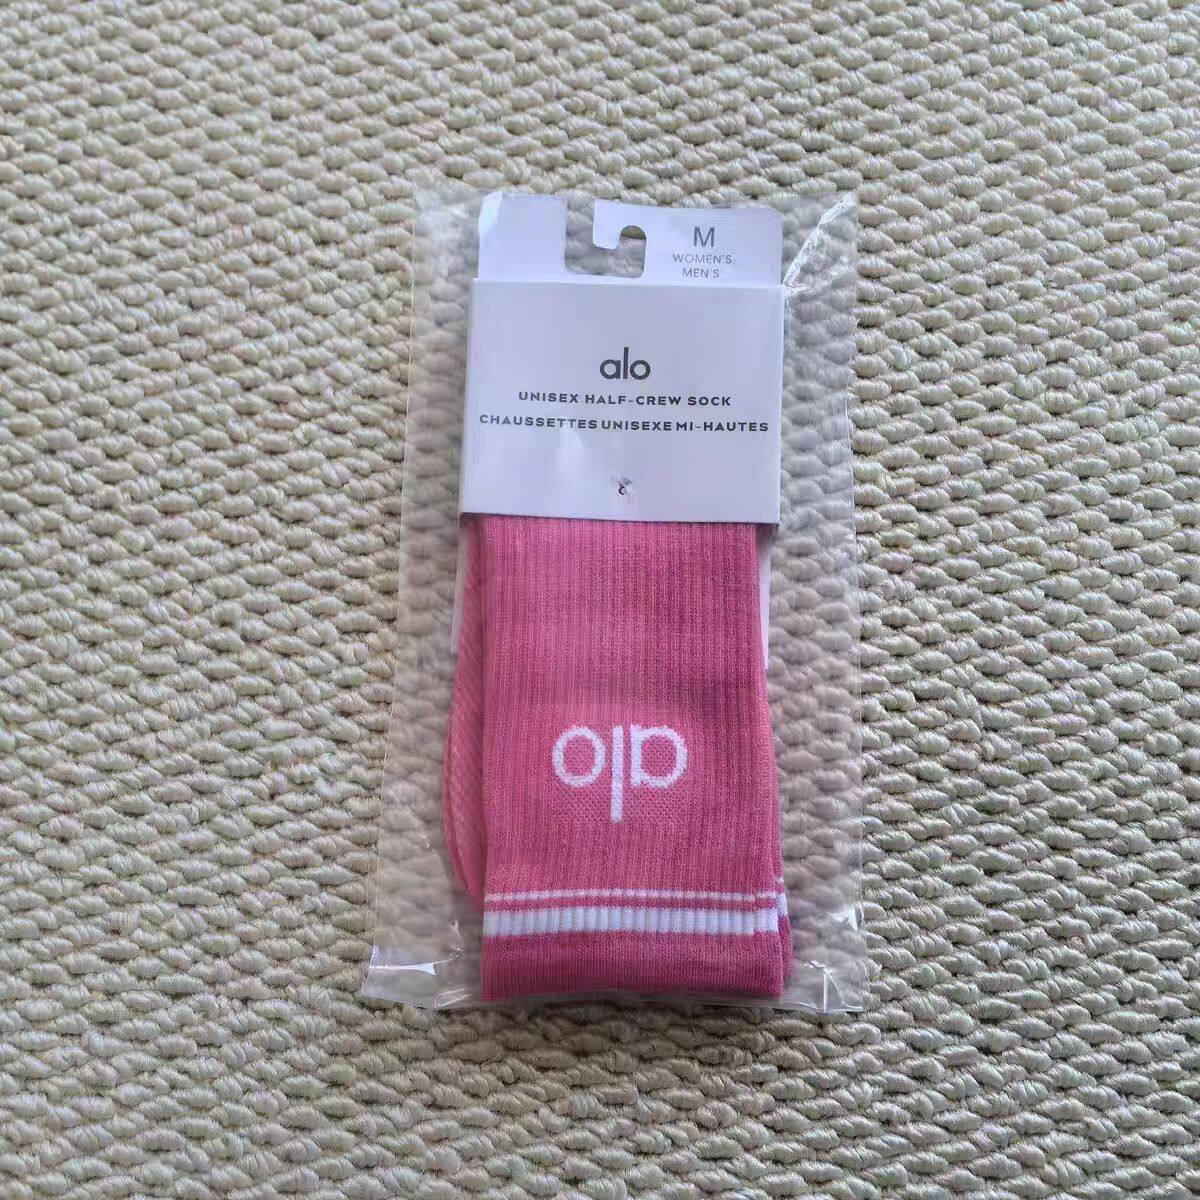 M
WOMEN'S
MEN'S
alo
UNISEX HALF-CREW SOCK
CHAUSSETTES UNISEXE MI-HAUTES
alo